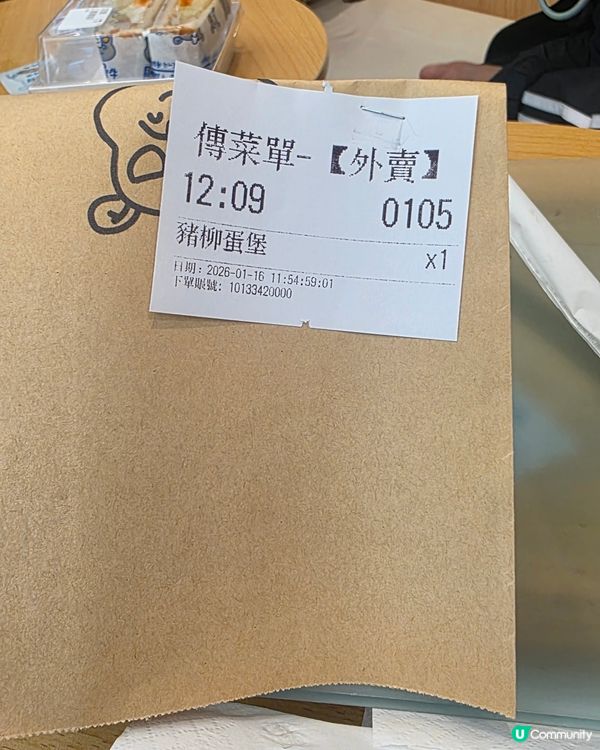 傳菜單-【外賣】
12:09 0105
豬柳蛋堡 x1
日期: 2026-01-16 11:54:59:01
下單賬號: 10133420000
U Community